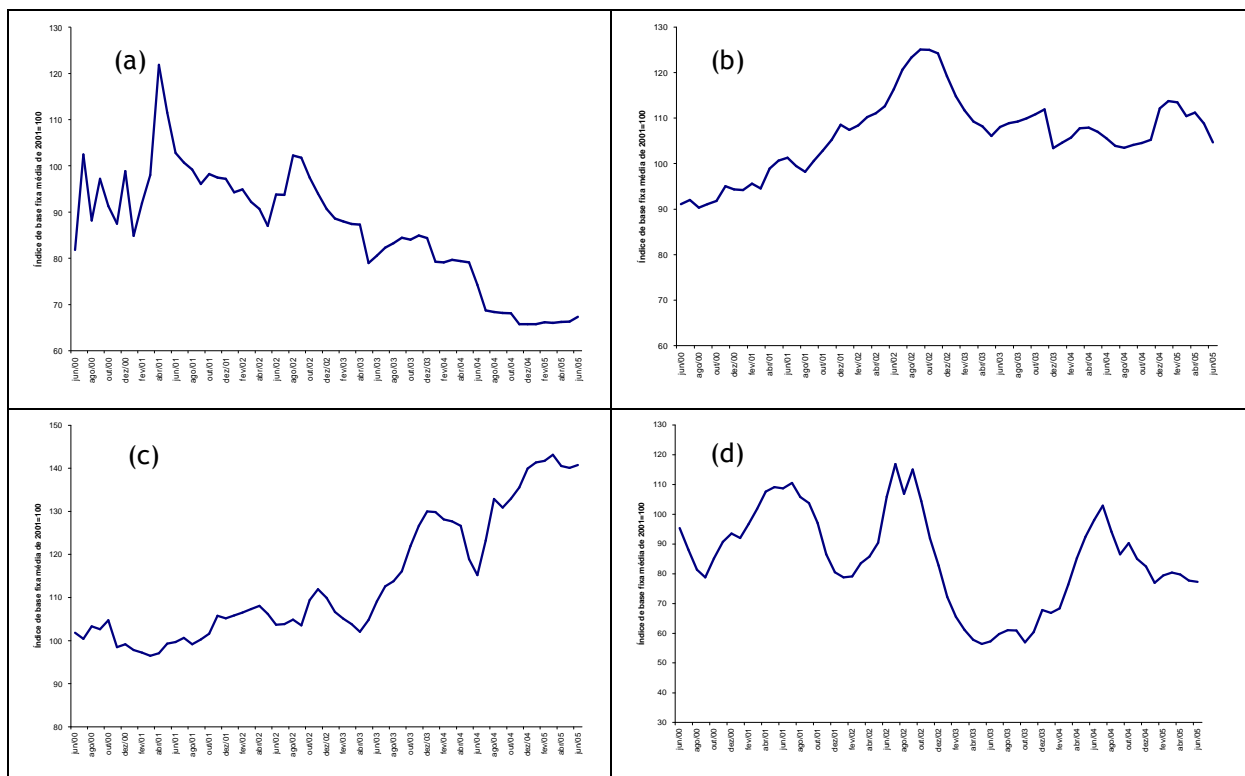 (a)
Índice de base fixa média de 2001=100
130
120
110
100
90
80
70
60
jun/00 ago/00 out/00 dez/00 fev/01 abr/01 jun/01 ago/01 out/01 dez/01 fev/02 abr/02 jun/02 ago/02 out/02 dez/02 fev/03 abr/03 jun/03 ago/03 out/03 dez/03 fev/04 abr/04 jun/04 ago/04 out/04 dez/04 fev/05 abr/05 jun/05
(b)
Índice de base fixa média de 2001=100
130
120
110
100
90
80
70
60
jun/00 ago/00 out/00 dez/00 fev/01 abr/01 jun/01 ago/01 out/01 dez/01 fev/02 abr/02 jun/02 ago/02 out/02 dez/02 fev/03 abr/03 jun/03 ago/03 out/03 dez/03 fev/04 abr/04 jun/04 ago/04 out/04 dez/04 fev/05 abr/05 jun/05
(c)
Índice de base fixa média de 2001=100
150
140
130
120
110
100
90
80
jun/00 ago/00 out/00 dez/00 fev/01 abr/01 jun/01 ago/01 out/01 dez/01 fev/02 abr/02 jun/02 ago/02 out/02 dez/02 fev/03 abr/03 jun/03 ago/03 out/03 dez/03 fev/04 abr/04 jun/04 ago/04 out/04 dez/04 fev/05 abr/05 jun/05
(d)
Índice de base fixa média de 2001=100
130
120
110
100
90
80
70
60
50
40
30
jun/00 ago/00 out/00 dez/00 fev/01 abr/01 jun/01 ago/01 out/01 dez/01 fev/02 abr/02 jun/02 ago/02 out/02 dez/02 fev/03 abr/03 jun/03 ago/03 out/03 dez/03 fev/04 abr/04 jun/04 ago/04 out/04 dez/04 fev/05 abr/05 jun/05